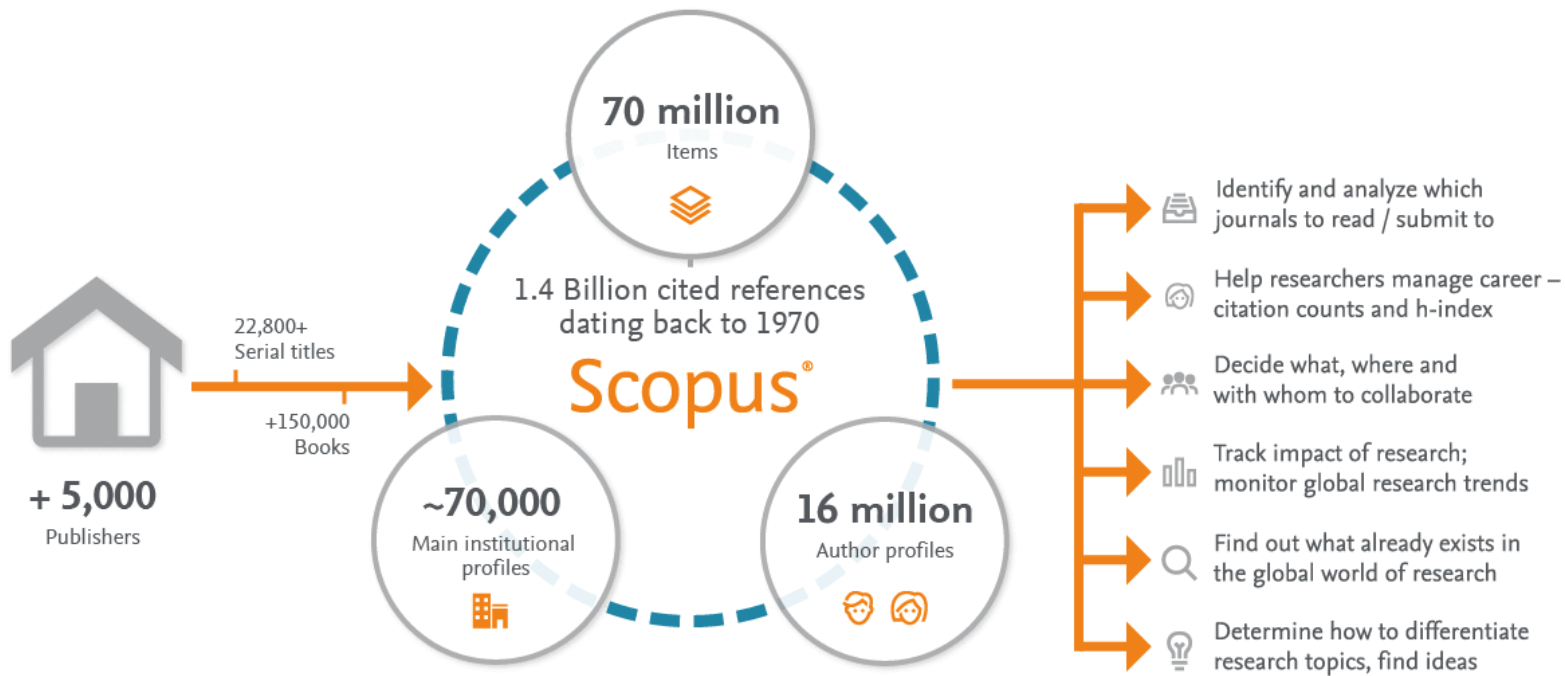 70 million
Items
1.4 Billion cited references
dating back to 1970
Scopus®
22,800+
Serial titles
+150,000
Books
+ 5,000
Publishers
~70,000
Main institutional
profiles
16 million
Author profiles
Identify and analyze which
journals to read / submit to
Help researchers manage career –
citation counts and h-index
Decide what, where and
with whom to collaborate
Track impact of research;
monitor global research trends
Find out what already exists in
the global world of research
Determine how to differentiate
research topics, find ideas